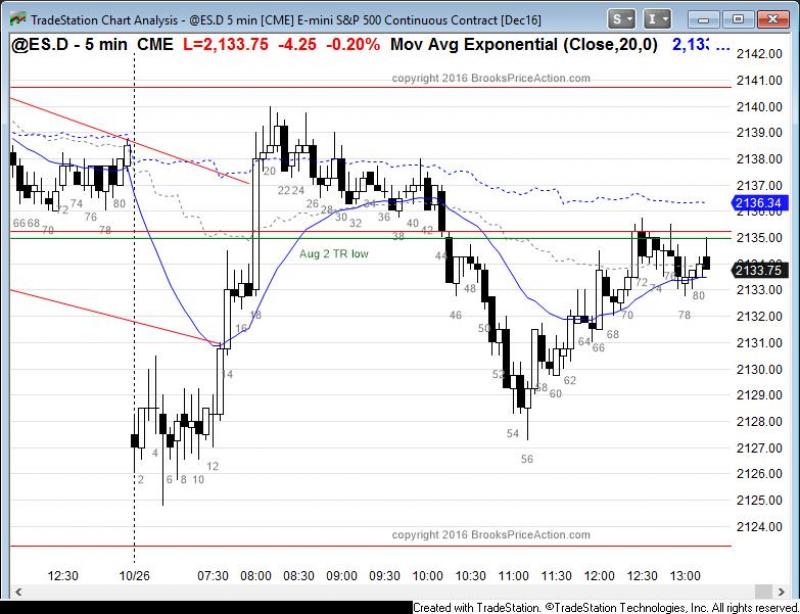 TradeStation Chart Analysis - @ES.D 5 min [CME] E-mini S&P 500 Continuous Contract [Dec16]
S I
@ES.D - 5 min CME L=2,133.75 -4.25 -0.20% Mov Avg Exponential (Close,20,0) ...
copyright 2016 BrooksPriceAction.com
2142.00
2141.00
2140.00
2139.00
2138.00
2137.00
2136.34
2136.00
2135.00
2133.75
2133.00
2132.00
2131.00
2130.00
2129.00
2128.00
2127.00
2126.00
2125.00
2124.00
66 68 70 72 74 76 78 80
2 4 6 8 10 12 14 16 18 20 22 24 26 28 30 32 34 36 38 40 42 44 46 48 50 52 54 56 58 60 62 64 66 68 70 72 74 76 78 80
Aug 2 TR low
copyright 2016 BrooksPriceAction.com
12:30 10/26 07:30 08:00 08:30 09:00 09:30 10:00 10:30 11:00 11:30 12:00 12:30 13:00
Created with TradeStation. ©TradeStation Technologies, Inc. All rights reserved.